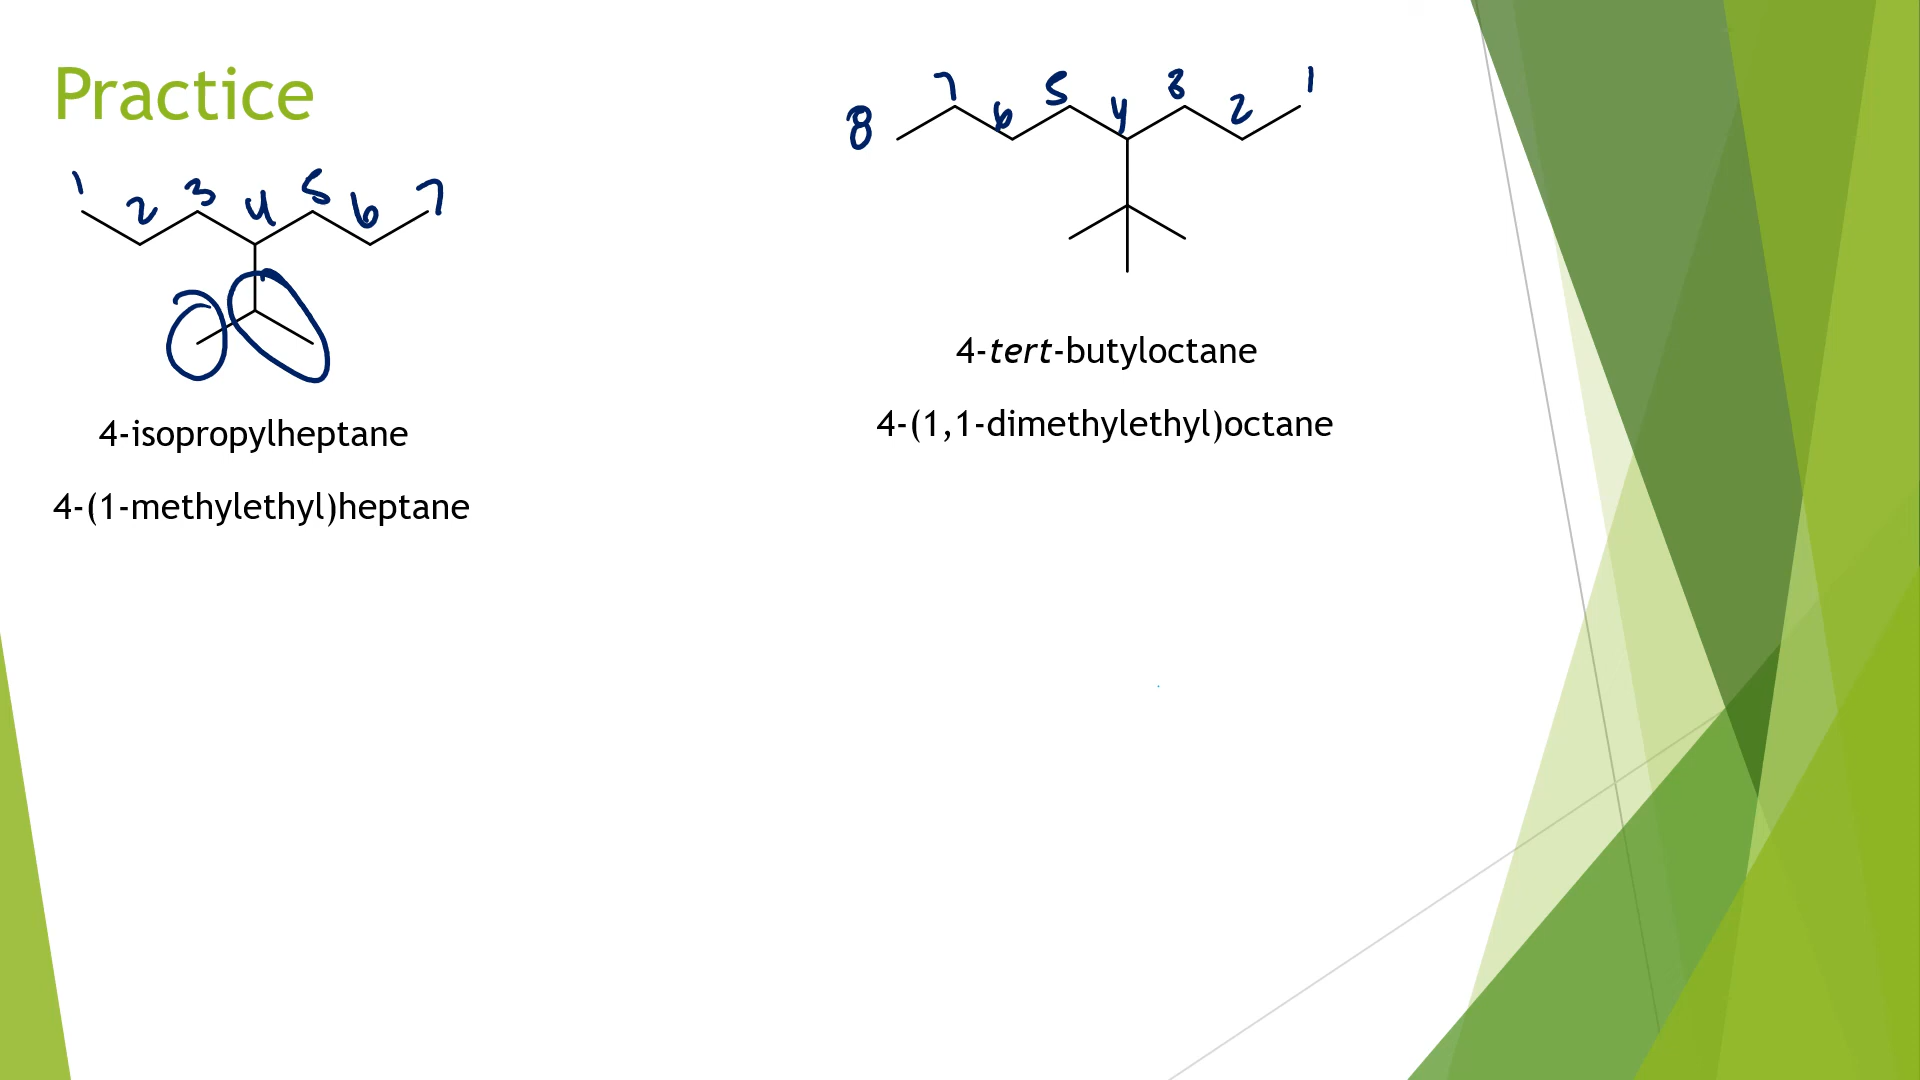 Practice
1 2 3 4 5 6 7
4-isopropylheptane
4-(1-methylethyl)heptane
8 7 6 5 4 3 2 1
4-tert-butyloctane
4-(1,1-dimethylethyl)octane